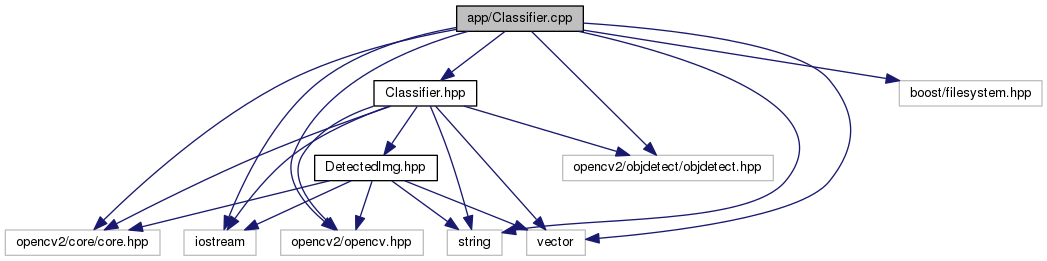 app/Classifier.cpp
Classifier.hpp
boost/filesystem.hpp
DetectedImg.hpp
opencv2/objdetect/objdetect.hpp
opencv2/core/core.hpp
iostream
opencv2/opencv.hpp
string
vector